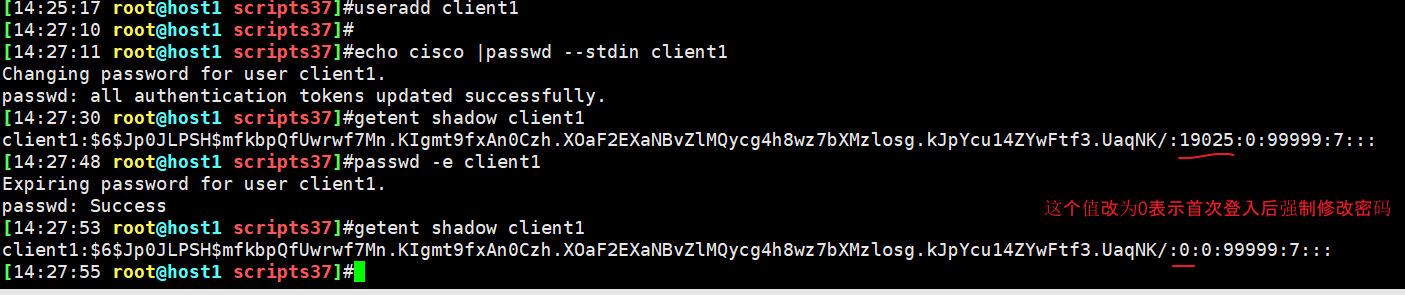 [14:25:17 root@host1 scripts37]#useradd client1
[14:27:10 root@host1 scripts37]#
[14:27:11 root@host1 scripts37]#echo cisco |passwd --stdin client1
Changing password for user client1.
passwd: all authentication tokens updated successfully.
[14:27:30 root@host1 scripts37]#getent shadow client1
client1:$6$Jp0JLPSH$mfkbpQfUwrwf7Mn.KIgmt9fxAn0Czh.XOaF2EXaNBvZlMQycg4h8wz7bXMzlosg.kJpYcu14ZYwFtf3.UaqNK/:19025:0:99999:7:::
[14:27:48 root@host1 scripts37]#passwd -e client1
Expiring password for user client1.
passwd: Success
这个值改为0表示首次登入后强制修改密码
[14:27:53 root@host1 scripts37]#getent shadow client1
client1:$6$Jp0JLPSH$mfkbpQfUwrwf7Mn.KIgmt9fxAn0Czh.XOaF2EXaNBvZlMQycg4h8wz7bXMzlosg.kJpYcu14ZYwFtf3.UaqNK/:0:0:99999:7:::
[14:27:55 root@host1 scripts37]#